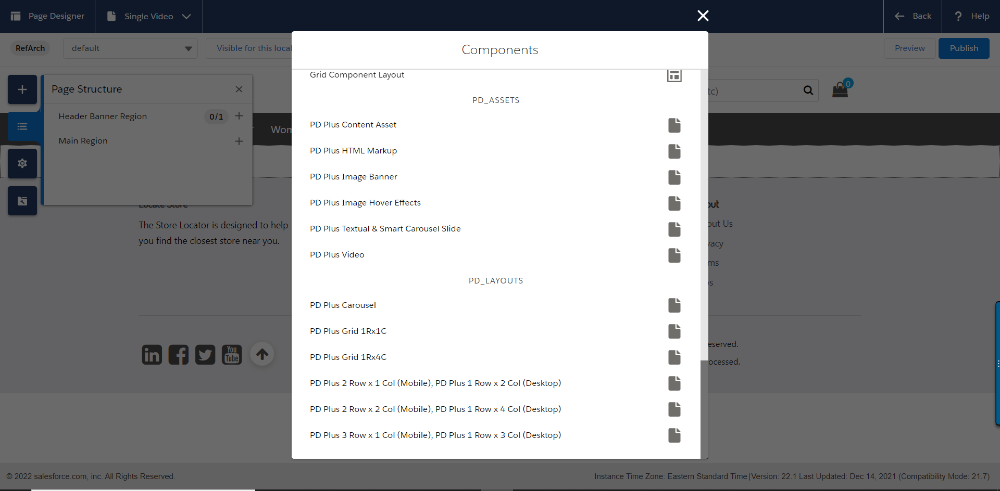 Page Designer
Single Video
Back
? Help
RefArch
default
Visible for this local
Preview
Publish
Components
Grid Component Layout
PD_ASSETS
PD Plus Content Asset
PD Plus HTML Markup
PD Plus Image Banner
PD Plus Image Hover Effects
PD Plus Textual & Smart Carousel Slide
PD Plus Video
PD_LAYOUTS
PD Plus Carousel
PD Plus Grid 1Rx1C
PD Plus Grid 1Rx4C
PD Plus 2 Row x 1 Col (Mobile), PD Plus 1 Row x 2 Col (Desktop)
PD Plus 2 Row x 2 Col (Mobile), PD Plus 1 Row x 4 Col (Desktop)
PD Plus 3 Row x 1 Col (Mobile), PD Plus 1 Row x 3 Col (Desktop)
Page Structure
Header Banner Region
0/1
Main Region
Wom
tc)
0
Locate Store
The Store Locator is designed to help
you find the closest store near you.
out
out Us
vacy
ms
s
in
You
Tube
eserved.
ocessed.
© 2022 salesforce.com, inc. All Rights Reserved.
Instance Time Zone: Eastern Standard Time|Version: 22.1 Last Updated: Dec 14, 2021 (Compatibility Mode: 21.7)